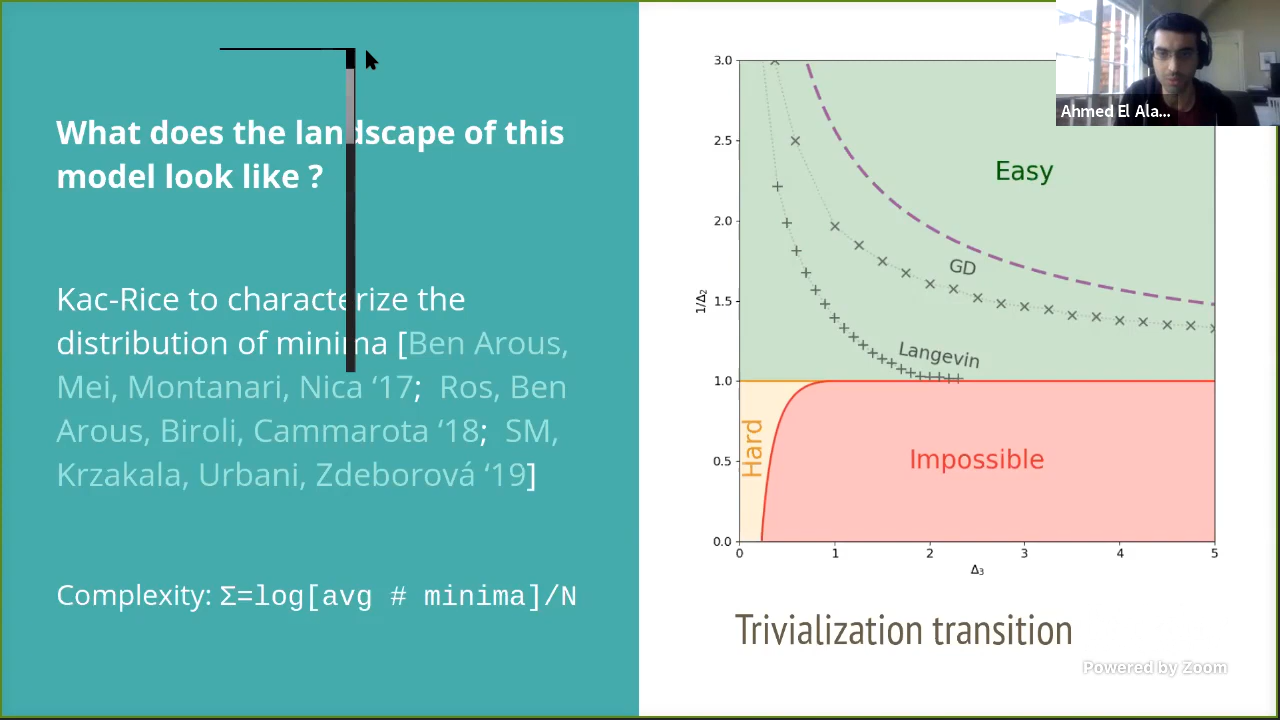 What does the landscape of this
model look like ?
Kac-Rice to characterize the
distribution of minima [Ben Arous,
Mei, Montanari, Nica ‘17;  Ros, Ben
Arous, Biroli, Cammarota ‘18;  SM,
Krzakala, Urbani, Zdeborová ‘19]
Complexity: Σ=log[avg # minima]/N
Ahmed El Ala...
3.0
2.5
2.0
1.5
1.0
0.5
0.0
1/Δ₂
Easy
GD
Langevin
Hard
Impossible
0 1 2 3 4 5
Δ₃
Trivialization transition
Powered by Zoom